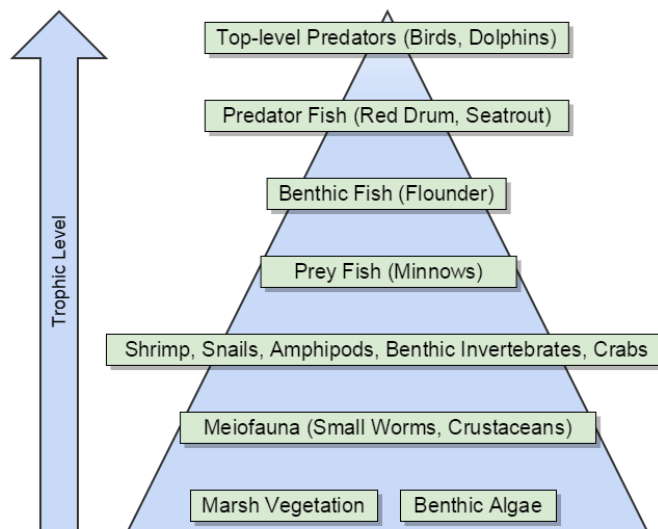 Top-level Predators (Birds, Dolphins)
Predator Fish (Red Drum, Seatrout)
Benthic Fish (Flounder)
Prey Fish (Minnows)
Shrimp, Snails, Amphipods, Benthic Invertebrates, Crabs
Meiofauna (Small Worms, Crustaceans)
Marsh Vegetation
Benthic Algae
Trophic Level